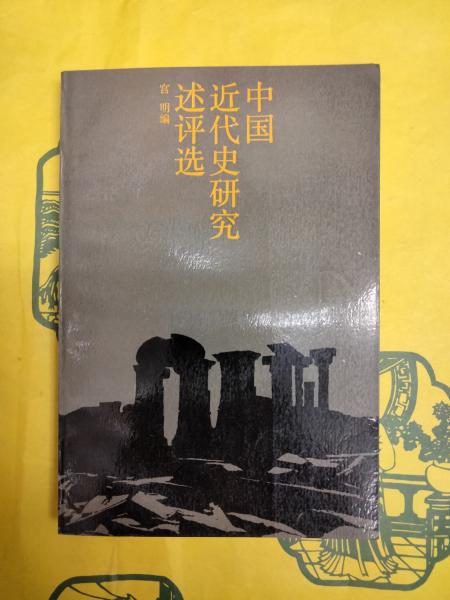 中国
近代史研究
述评选
宫明编